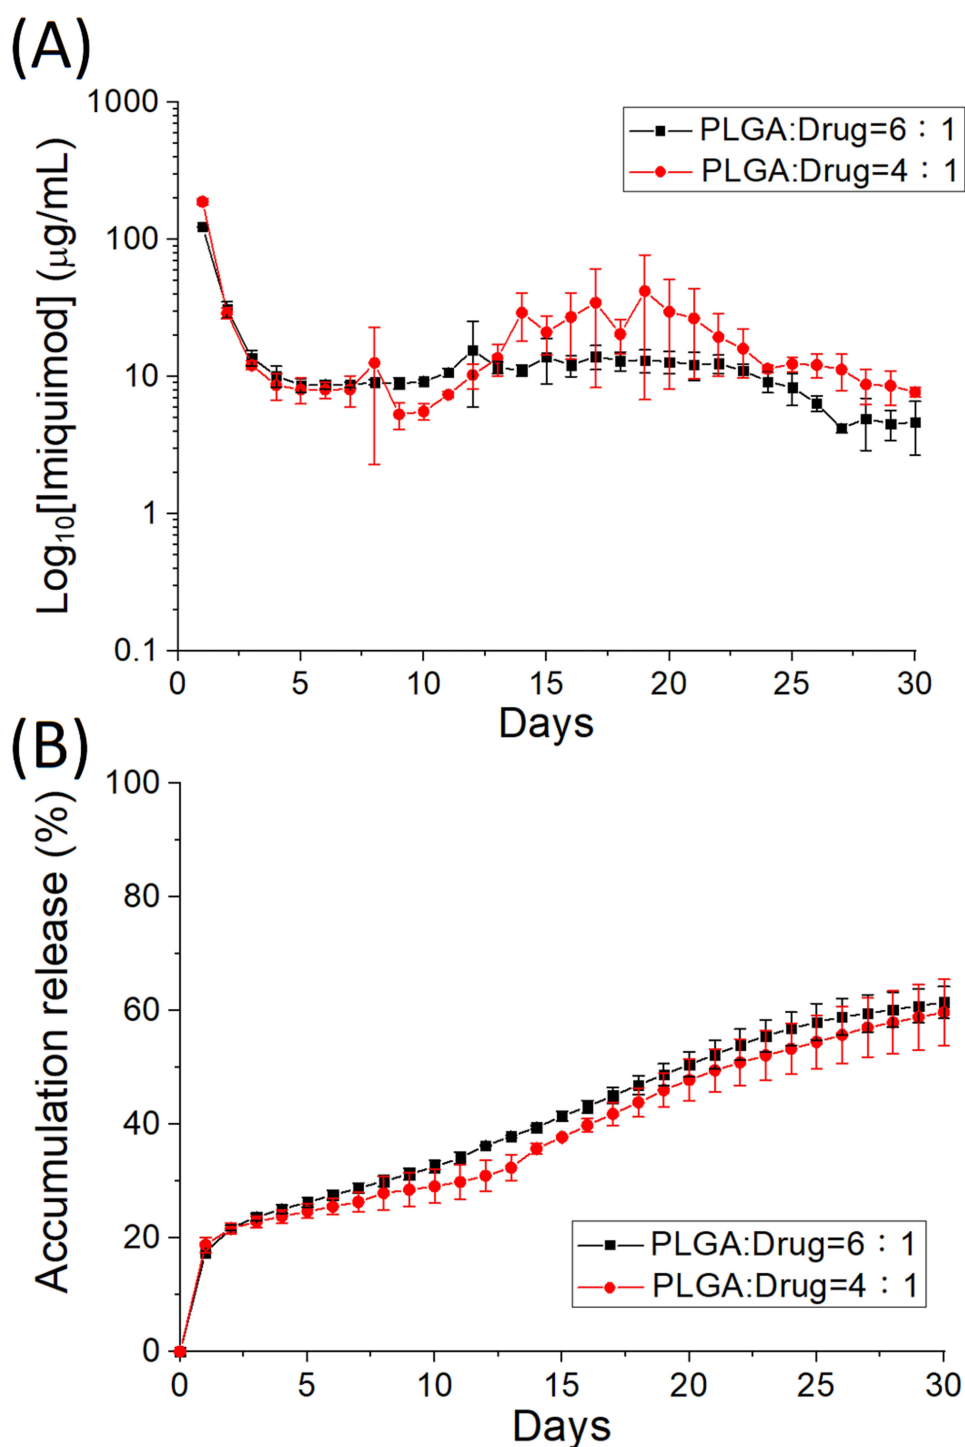 (A)
1000
100
10
1
0.1
Log₁₀[Imiquimod] (μg/mL)
PLGA:Drug=6：1
PLGA:Drug=4：1
0 5 10 15 20 25 30
Days
(B)
100
80
60
40
20
0
Accumulation release (%)
PLGA:Drug=6：1
PLGA:Drug=4：1
0 5 10 15 20 25 30
Days